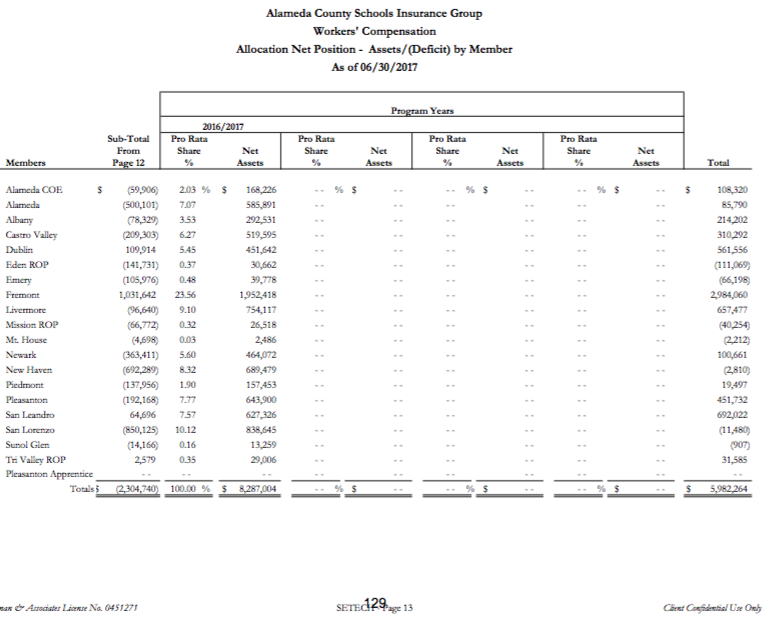 Alameda County Schools Insurance Group
Workers' Compensation
Allocation Net Position - Assets/(Deficit) by Member
As of 06/30/2017
Program Years
2016/2017
Sub-Total Pro Rata Pro Rata Pro Rata Pro Rata
From Share Net Share Net Share Net Share Net
Members Page 12 % Assets % Assets % Assets % Assets Total
Alameda COE $ (59,906) 2.03 % $ 168,226 -- % $ -- -- % $ -- -- % $ -- $ 108,320
Alameda (500,101) 7.07 585,891 -- -- -- -- -- -- 85,790
Albany (78,329) 3.53 292,531 -- -- -- -- -- -- 214,202
Castro Valley (209,303) 6.27 519,595 -- -- -- -- -- -- 310,292
Dublin 109,914 5.45 451,642 -- -- -- -- -- -- 561,556
Eden ROP (141,731) 0.37 30,662 -- -- -- -- -- -- (111,069)
Emery (105,976) 0.48 39,778 -- -- -- -- -- -- (66,198)
Fremont 1,031,642 23.56 1,952,418 -- -- -- -- -- -- 2,984,060
Livermore (96,640) 9.10 754,117 -- -- -- -- -- -- 657,477
Mission ROP (66,772) 0.32 26,518 -- -- -- -- -- -- (40,254)
Mt. House (4,698) 0.03 2,486 -- -- -- -- -- -- (2,212)
Newark (363,411) 5.60 464,072 -- -- -- -- -- -- 100,661
New Haven (692,289) 8.32 689,479 -- -- -- -- -- -- (2,810)
Piedmont (137,956) 1.90 157,453 -- -- -- -- -- -- 19,497
Pleasanton (192,168) 7.77 643,900 -- -- -- -- -- -- 451,732
San Leandro 64,696 7.57 627,326 -- -- -- -- -- -- 692,022
San Lorenzo (850,125) 10.12 838,645 -- -- -- -- -- -- (11,480)
Sunol Glen (14,166) 0.16 13,259 -- -- -- -- -- -- (907)
Tri Valley ROP 2,579 0.35 29,006 -- -- -- -- -- -- 31,585
Pleasanton Apprentice -- -- -- -- -- -- -- -- -- --
Totals $ (2,304,740) 100.00 % $ 8,287,004 -- % $ -- -- % $ -- -- % $ -- $ 5,982,264
man & Associates License No. 0451271 129 Page 13 Client Confidential Use Only